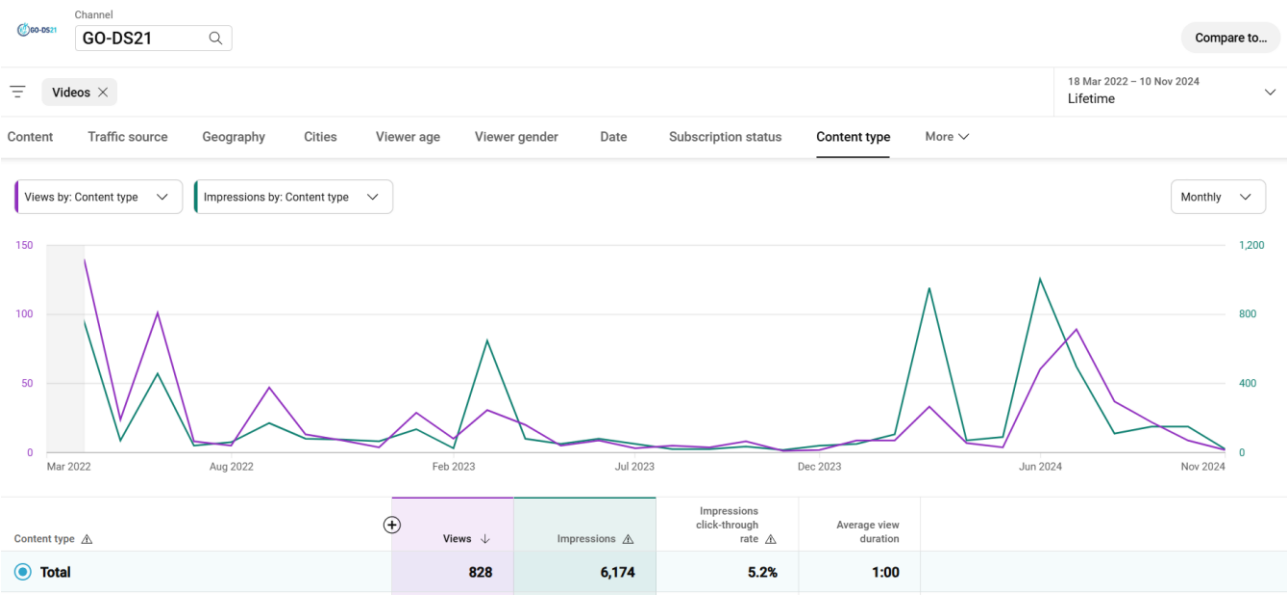 Channel
GO-DS21
GO-DS21
Compare to...
Videos
18 Mar 2022 – 10 Nov 2024
Lifetime
Content Traffic source Geography Cities Viewer age Viewer gender Date Subscription status Content type More
Views by: Content type
Impressions by: Content type
Monthly
150 1,200
100 800
50 400
0 0
Mar 2022 Aug 2022 Feb 2023 Jul 2023 Dec 2023 Jun 2024 Nov 2024
Impressions
click-through
rate
Average view
duration
Content type Views Impressions
Total 828 6,174 5.2% 1:00